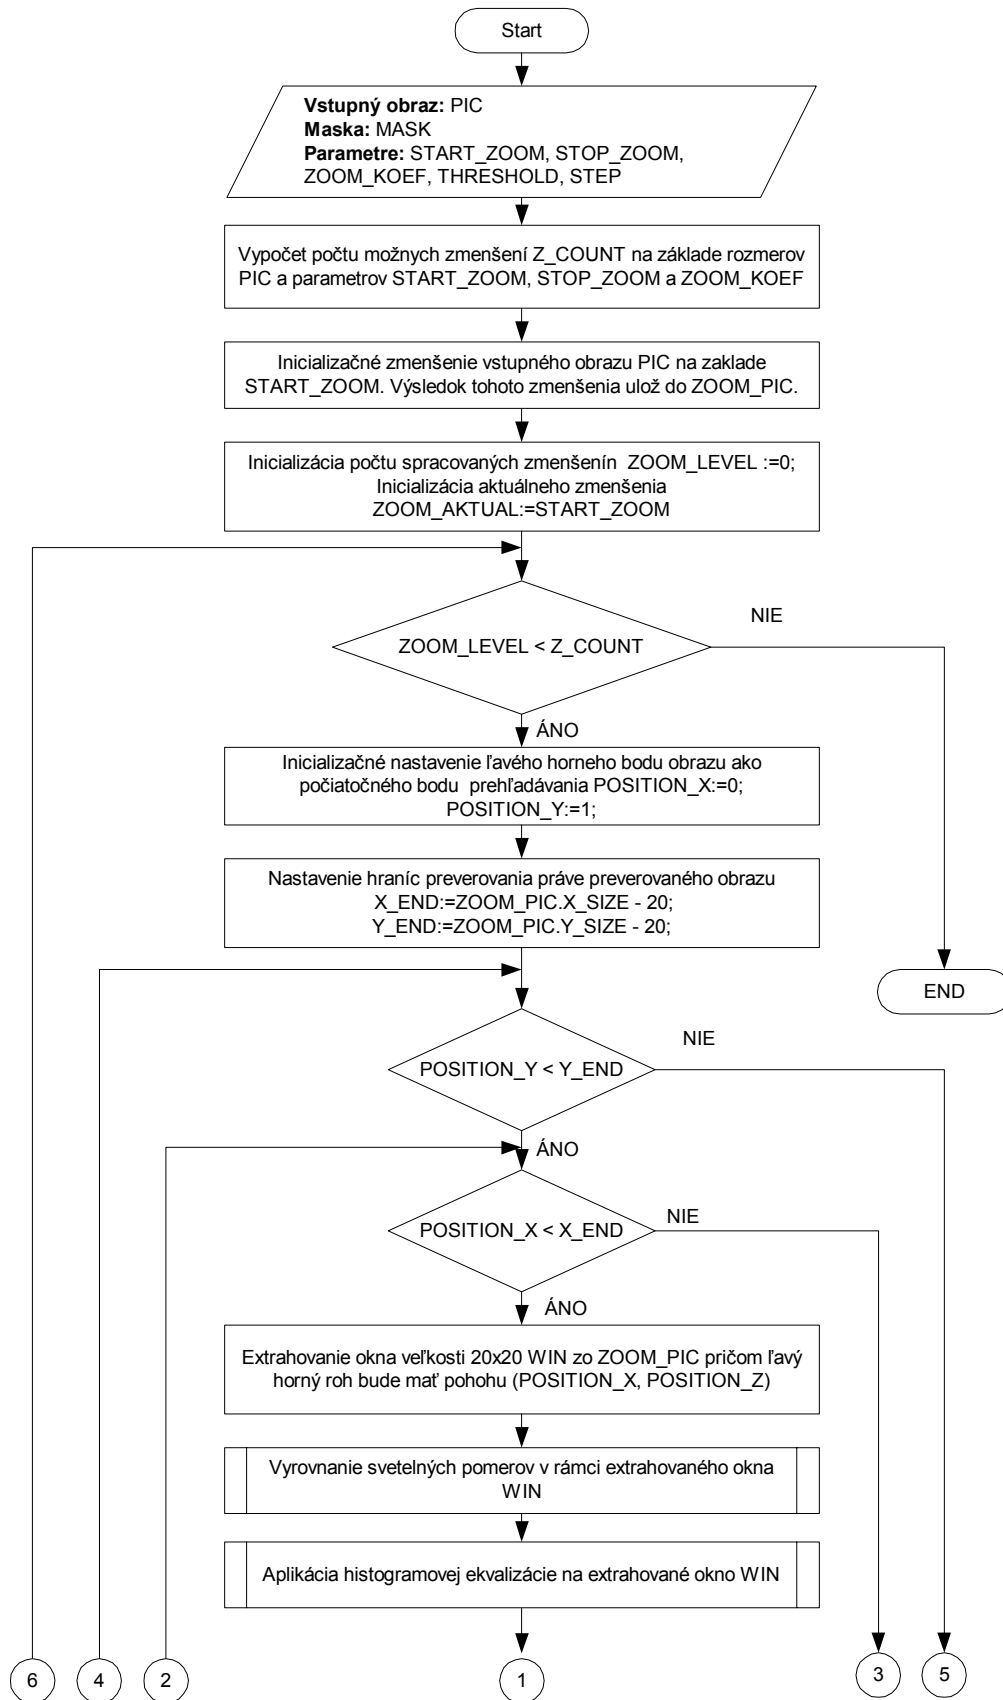 Start
Vstupný obraz: PIC
Maska: MASK
Parametre: START_ZOOM, STOP_ZOOM,
ZOOM_KOEF, THRESHOLD, STEP
Vypočet počtu možnych zmenšení Z_COUNT na základe rozmerov
PIC a parametrov START_ZOOM, STOP_ZOOM a ZOOM_KOEF
Inicializačné zmenšenie vstupného obrazu PIC na zaklade
START_ZOOM. Výsledok tohoto zmenšenia ulož do ZOOM_PIC.
Inicializácia počtu spracovaných zmenšenín ZOOM_LEVEL :=0;
Inicializácia aktuálneho zmenšenia
ZOOM_AKTUAL:=START_ZOOM
ZOOM_LEVEL < Z_COUNT
NIE
ÁNO
Inicializačné nastavenie ľavého horneho bodu obrazu ako
počiatočného bodu prehľadávania POSITION_X:=0;
POSITION_Y:=1;
Nastavenie hraníc preverovania práve preverovaného obrazu
X_END:=ZOOM_PIC.X_SIZE - 20;
Y_END:=ZOOM_PIC.Y_SIZE - 20;
END
POSITION_Y < Y_END
NIE
ÁNO
POSITION_X < X_END
NIE
ÁNO
Extrahovanie okna veľkosti 20x20 WIN zo ZOOM_PIC pričom ľavý
horný roh bude mať pohohu (POSITION_X, POSITION_Z)
Vyrovnanie svetelných pomerov v rámci extrahovaného okna
WIN
Aplikácia histogramovej ekvalizácie na extrahované okno WIN
6
4
2
1
3
5